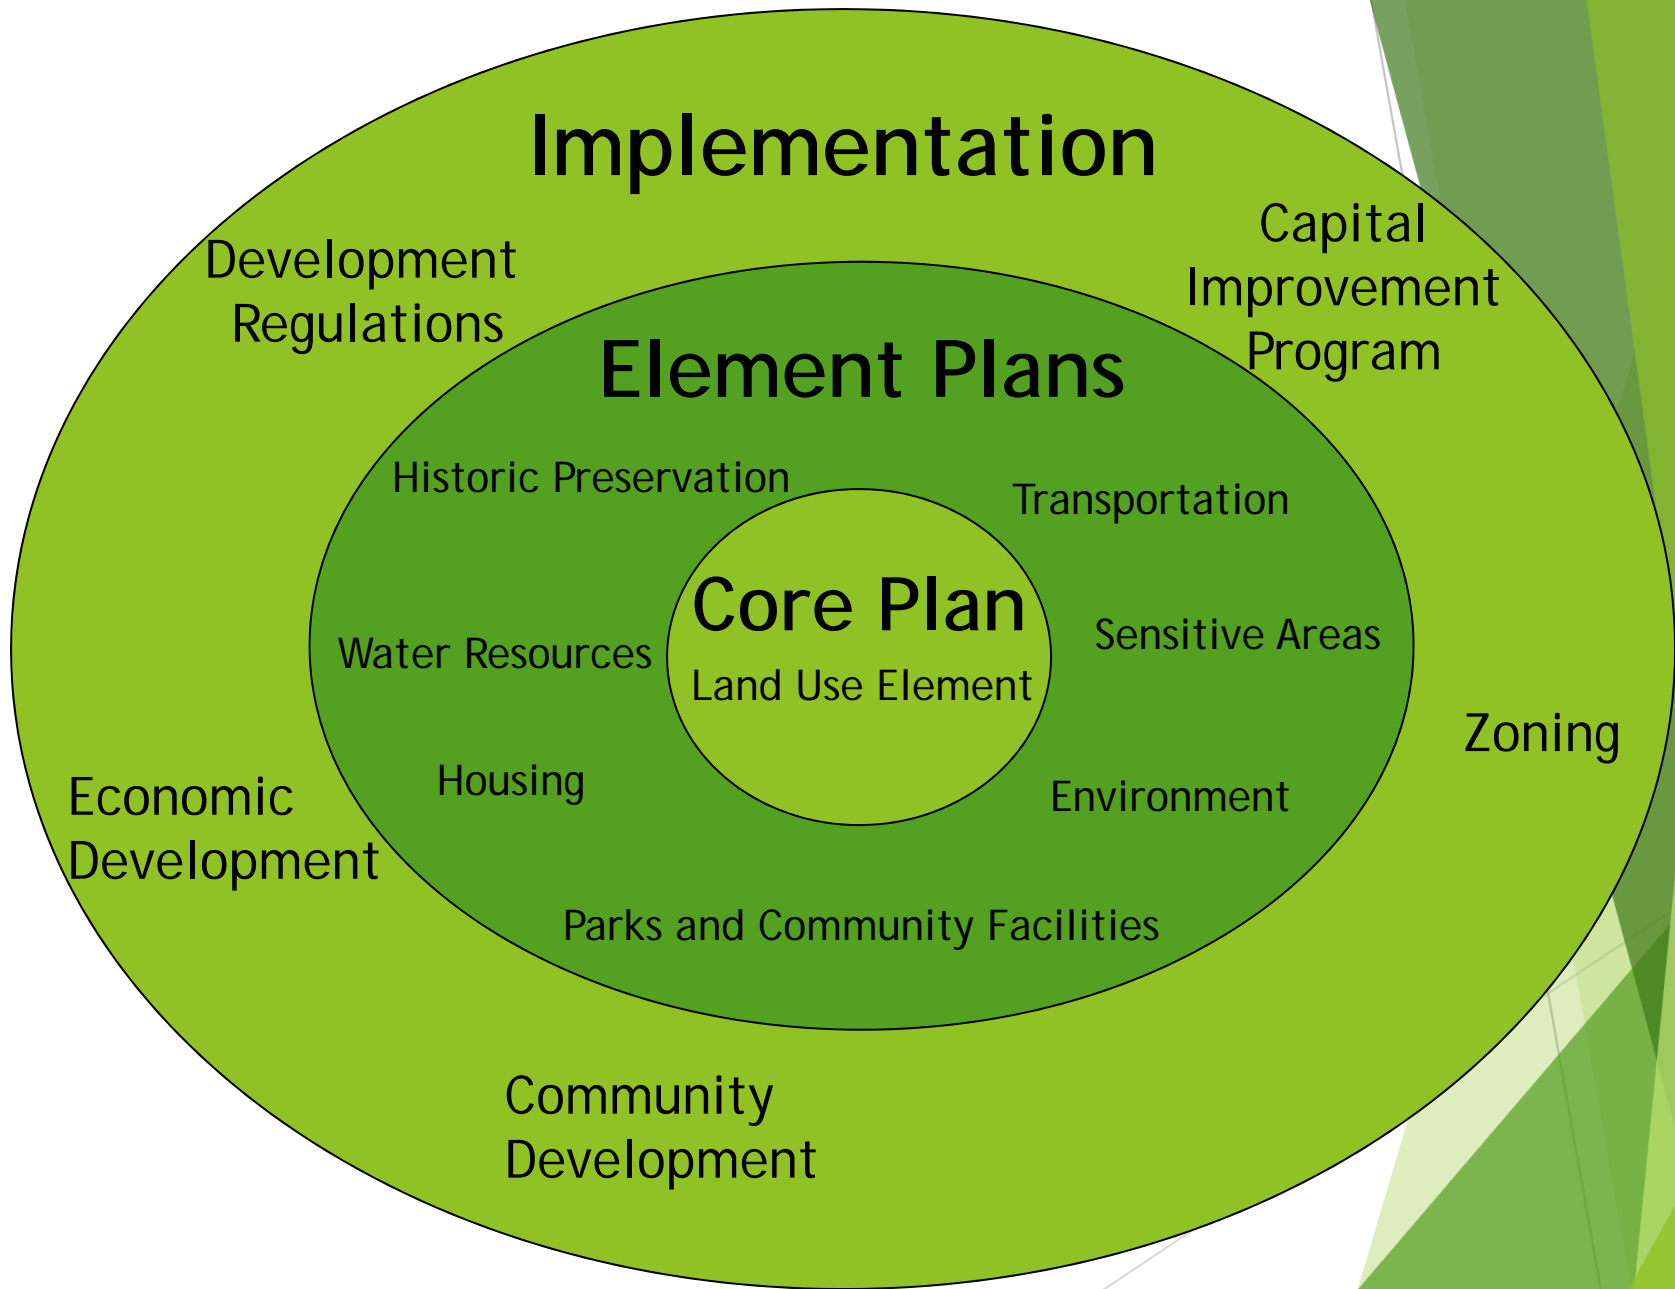 Implementation
Development
Regulations
Capital
Improvement
Program
Element Plans
Historic Preservation
Transportation
Core Plan
Land Use Element
Water Resources
Sensitive Areas
Housing
Environment
Zoning
Economic
Development
Parks and Community Facilities
Community
Development